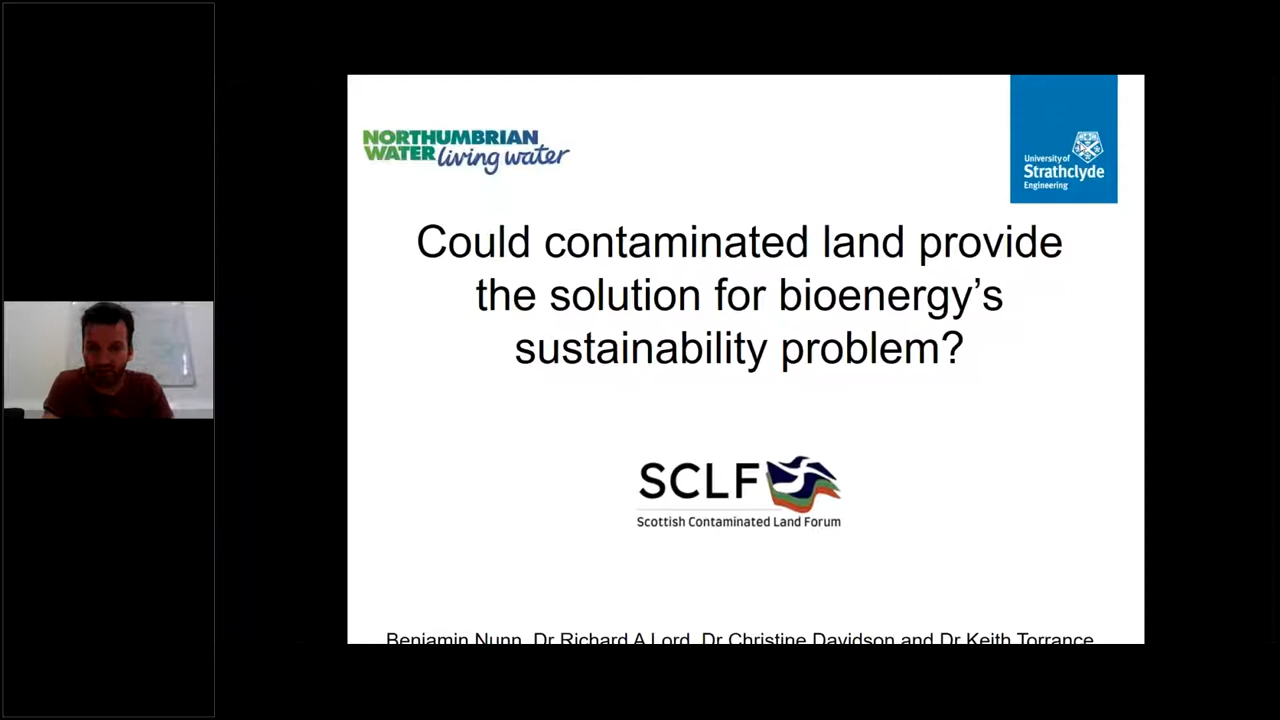 NORTHUMBRIAN
WATER living water
University of
Strathclyde
Engineering
Could contaminated land provide
the solution for bioenergy's
sustainability problem?
SCLF
Scottish Contaminated Land Forum
Benjamin Nunn, Dr Richard A Lord, Dr Christine Davidson and Dr Keith Torrance